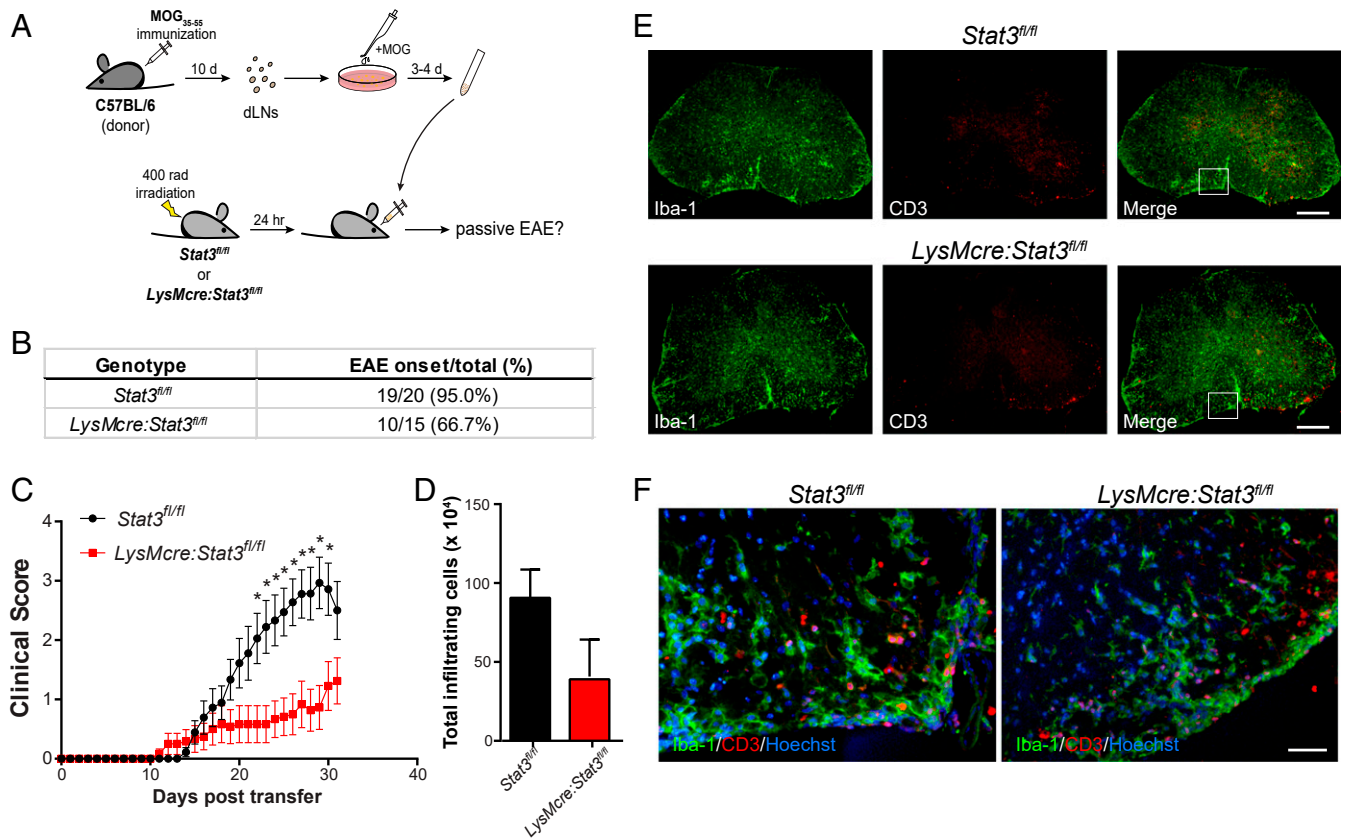 A
MOG35-55
immunization
10 d
+MOG
3-4 d
C57BL/6
(donor)
dLNs
400 rad
irradiation
24 hr
passive EAE?
Stat3fl/fl
or
LysMcre:Stat3fl/fl
B
Genotype EAE onset/total (%)
Stat3fl/fl 19/20 (95.0%)
LysMcre:Stat3fl/fl 10/15 (66.7%)
C
Stat3fl/fl
LysMcre:Stat3fl/fl
* * * * * * * * *
Clinical Score
4
3
2
1
0
0 10 20 30 40
Days post transfer
D
Total infiltrating cells (x 10⁴)
150
100
50
0
Stat3fl/fl
LysMcre:Stat3fl/fl
E
Stat3fl/fl
Iba-1 CD3 Merge
LysMcre:Stat3fl/fl
Iba-1 CD3 Merge
F
Stat3fl/fl LysMcre:Stat3fl/fl
Iba-1/CD3/Hoechst Iba-1/CD3/Hoechst